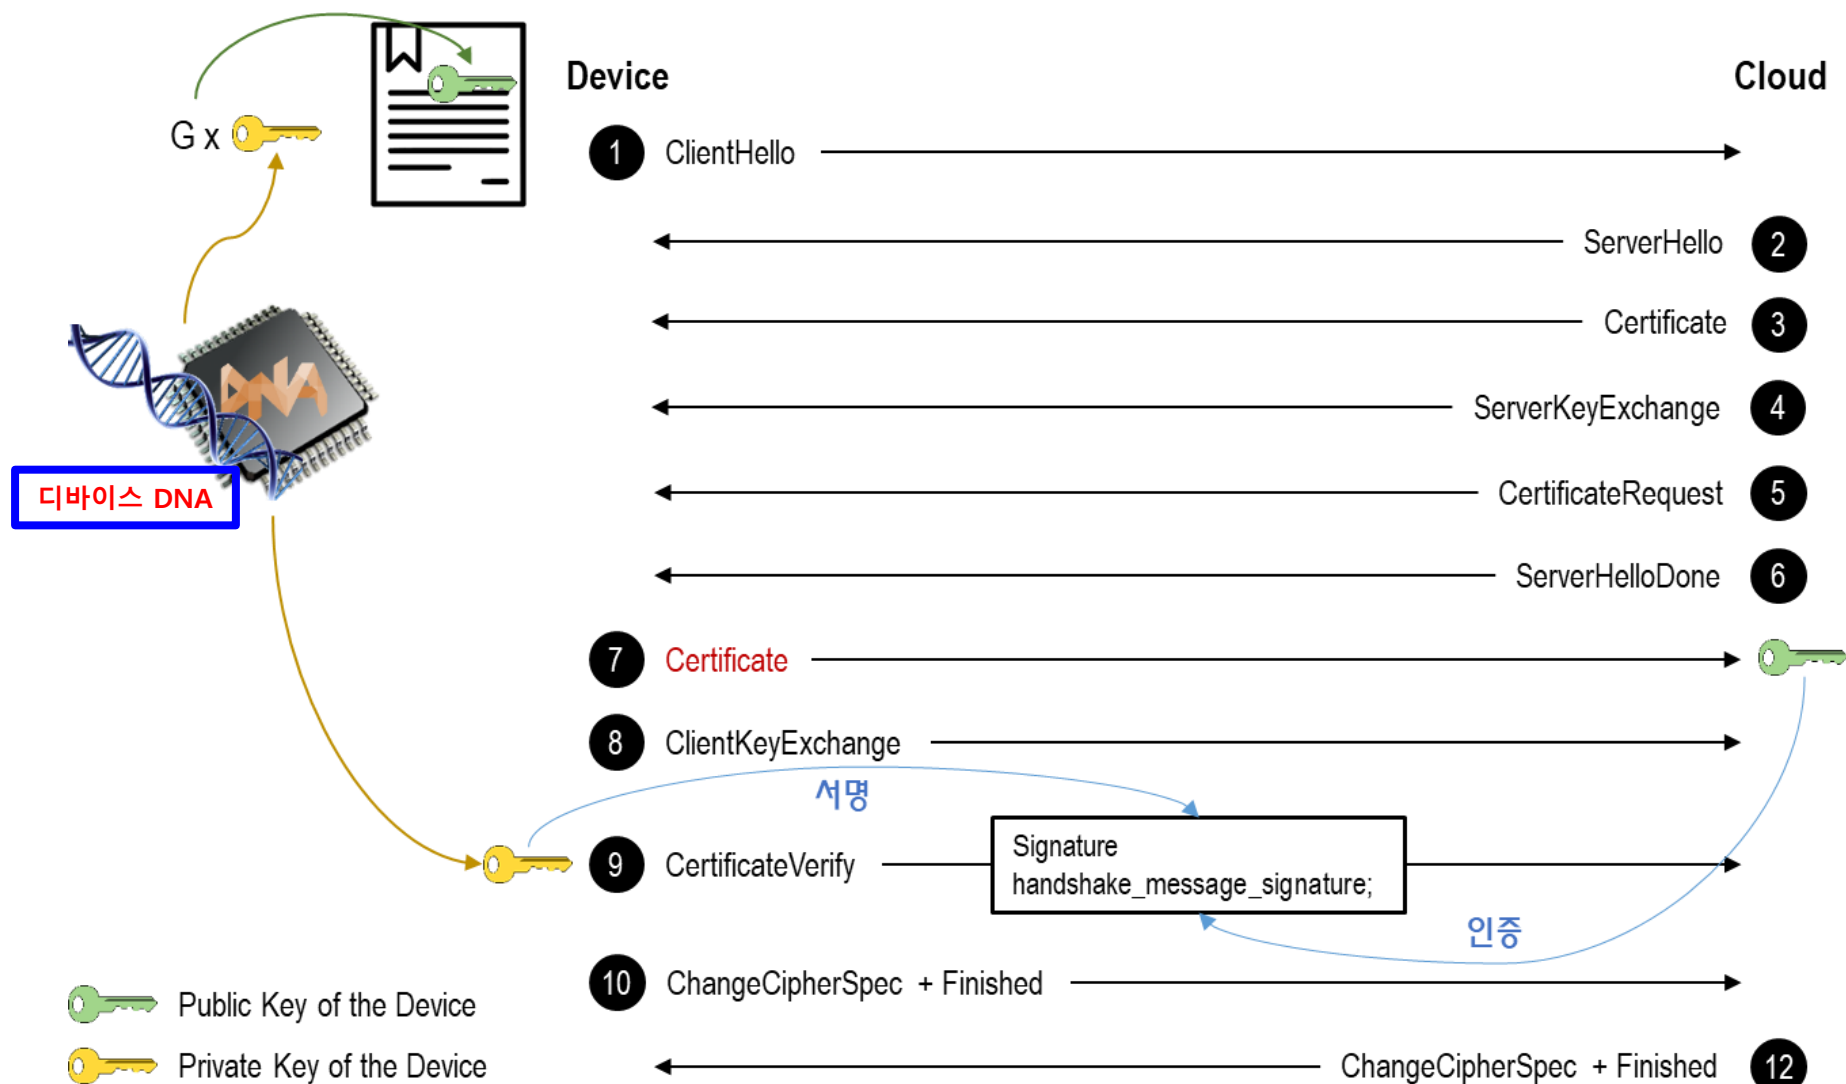 Device
Cloud
G x
1 ClientHello
ServerHello 2
Certificate 3
DNA
ServerKeyExchange 4
디바이스 DNA
CertificateRequest 5
ServerHelloDone 6
7 Certificate
8 ClientKeyExchange
서명
9 CertificateVerify
Signature
handshake_message_signature;
인증
10 ChangeCipherSpec + Finished
Public Key of the Device
Private Key of the Device
ChangeCipherSpec + Finished 12